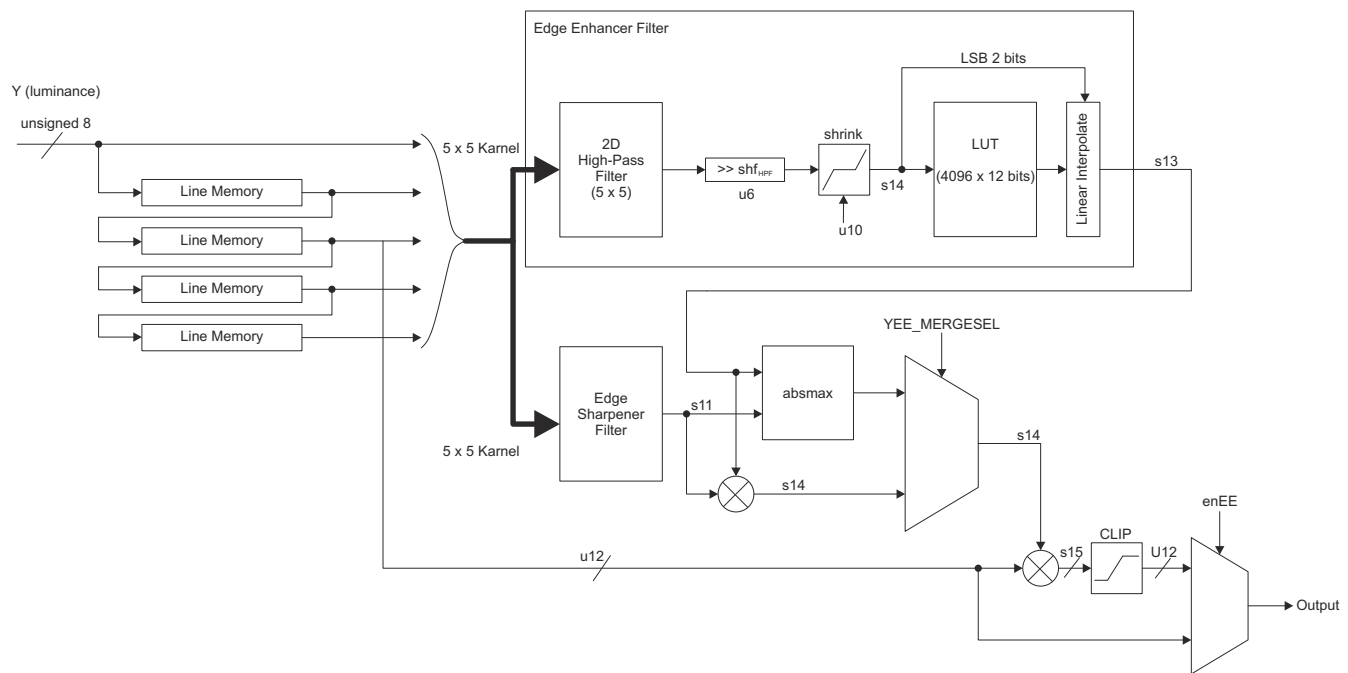 Edge Enhancer Filter
LSB 2 bits
Y (luminance)
unsigned 8
5 x 5 Karnel
2D
High-Pass
Filter
(5 x 5)
>> shfHPF
u6
shrink
s14
u10
LUT
(4096 x 12 bits)
Linear Interpolate
s13
Line Memory
Line Memory
Line Memory
Line Memory
YEE_MERGESEL
Edge
Sharpener
Filter
s11
absmax
5 x 5 Karnel
s14
s14
enEE
u12
s15
CLIP
U12
Output